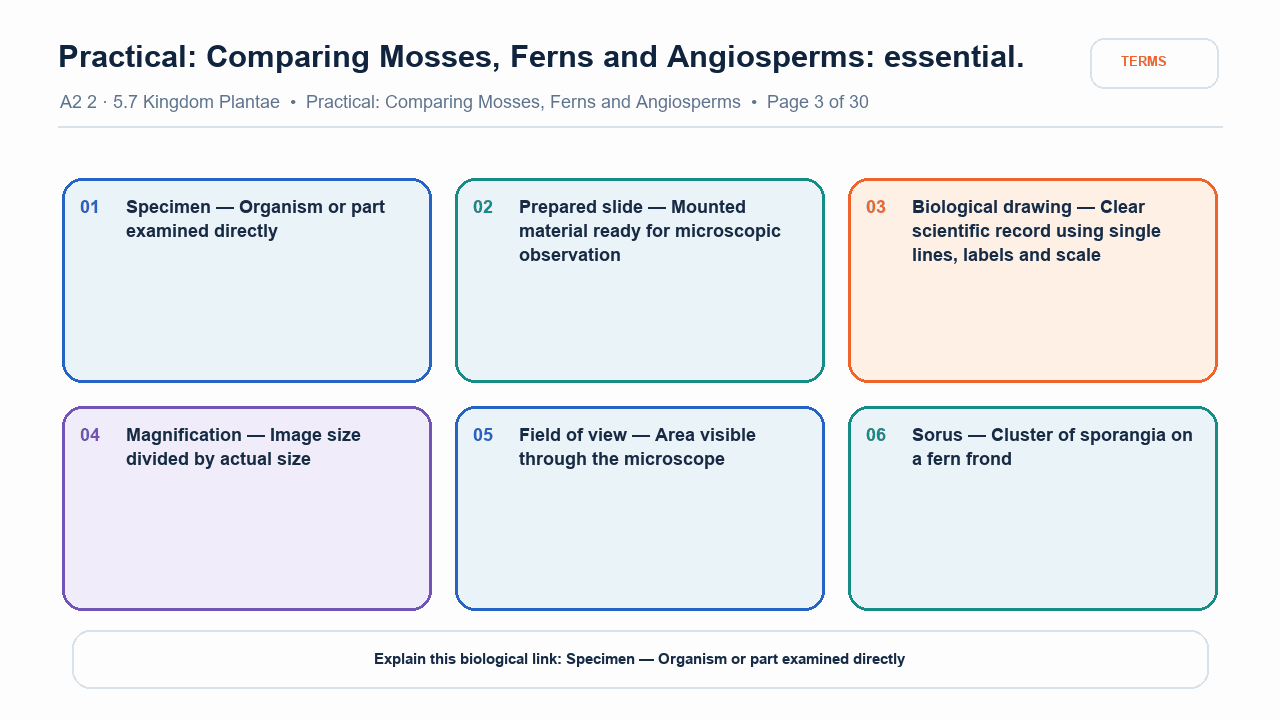 Practical: Comparing Mosses, Ferns and Angiosperms: essential.
TERMS
A2 2 · 5.7 Kingdom Plantae • Practical: Comparing Mosses, Ferns and Angiosperms • Page 3 of 30
01 Specimen — Organism or part
examined directly
02 Prepared slide — Mounted
material ready for microscopic
observation
03 Biological drawing — Clear
scientific record using single
lines, labels and scale
04 Magnification — Image size
divided by actual size
05 Field of view — Area visible
through the microscope
06 Sorus — Cluster of sporangia on
a fern frond
Explain this biological link: Specimen — Organism or part examined directly